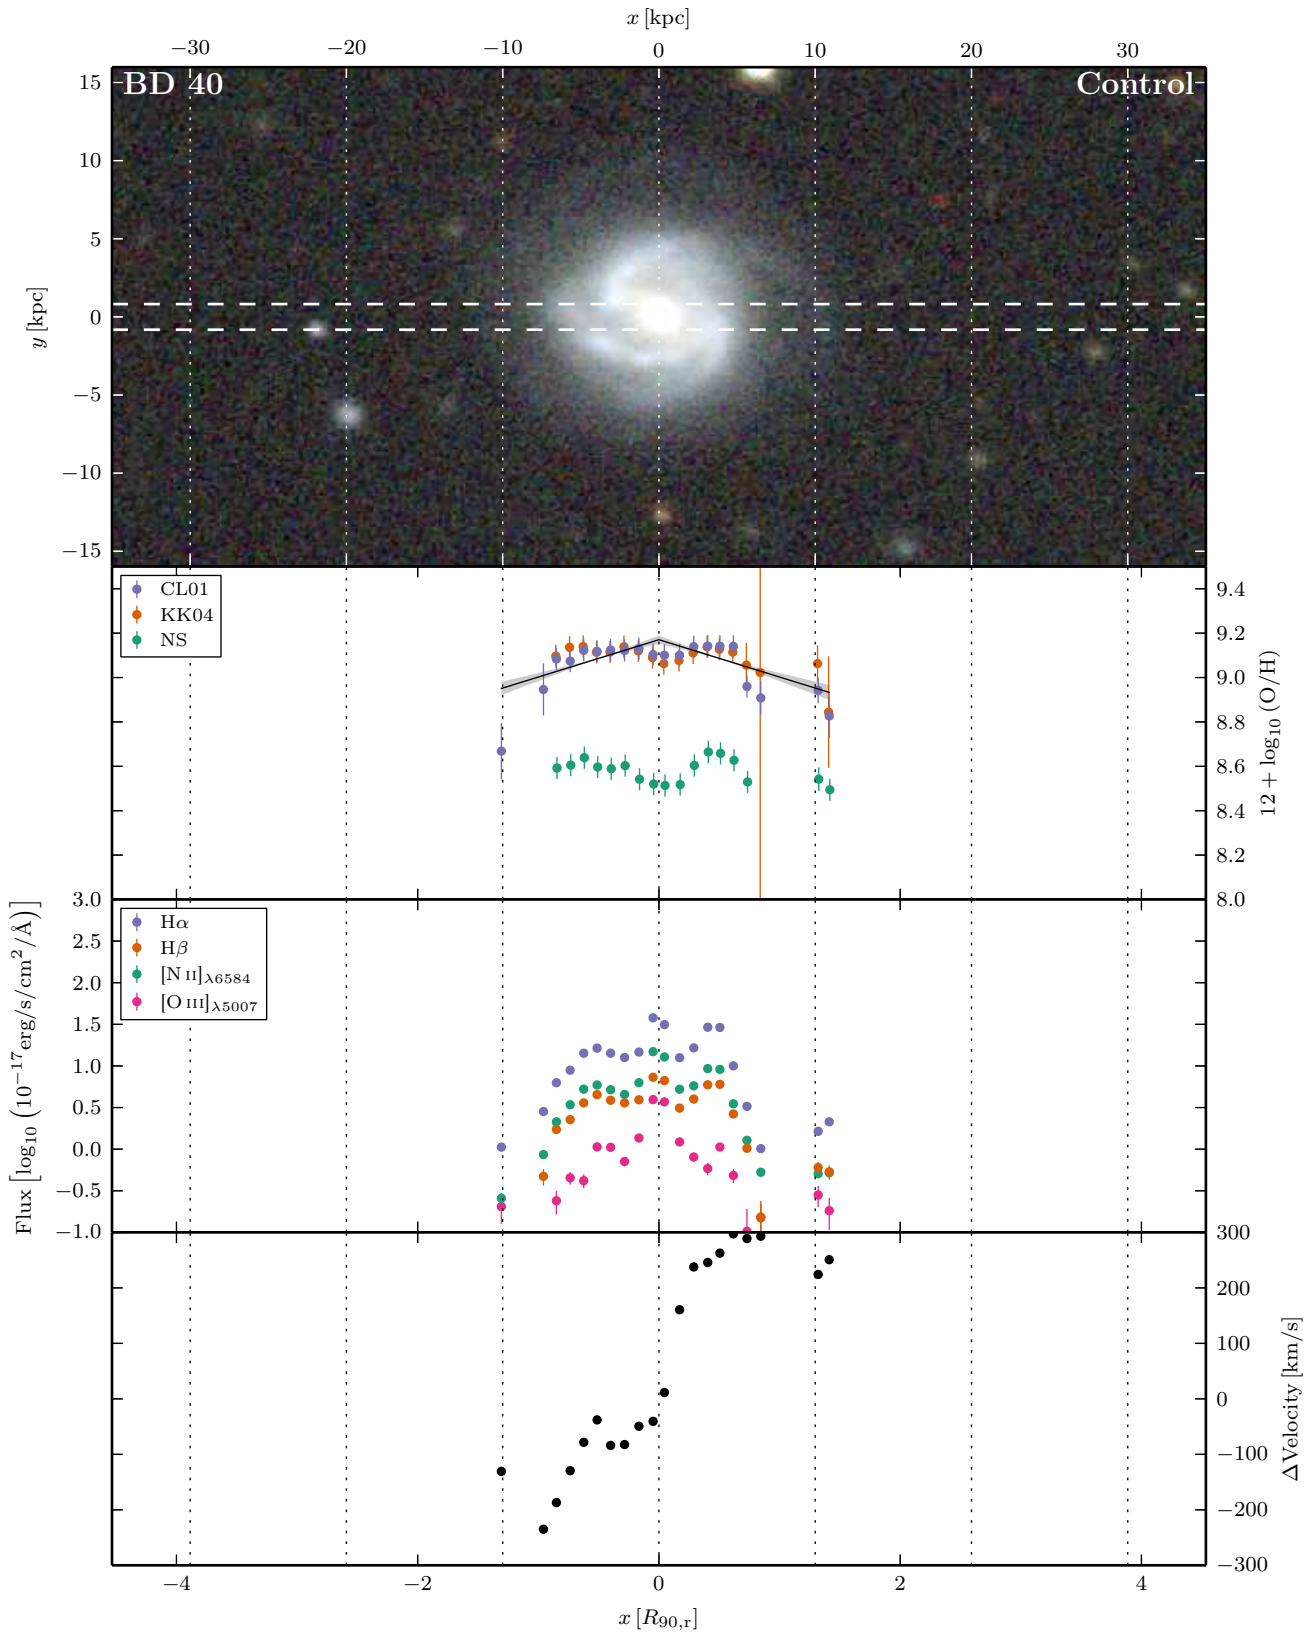 x [kpc]
−30 −20 −10 0 10 20 30
BD 40 Control
15
10
5
0
−5
−10
−15
y [kpc]
CL01
KK04
NS
9.4
9.2
9.0
8.8
8.6
8.4
8.2
8.0
12 + log₁₀ (O/H)
Hα
Hβ
[N II]λ6584
[O III]λ5007
3.0
2.5
2.0
1.5
1.0
0.5
0.0
−0.5
−1.0
Flux [log₁₀ (10⁻¹⁷erg/s/cm²/Å)]
300
200
100
0
−100
−200
−300
ΔVelocity [km/s]
−4 −2 0 2 4
x [R₉₀,ᵣ]